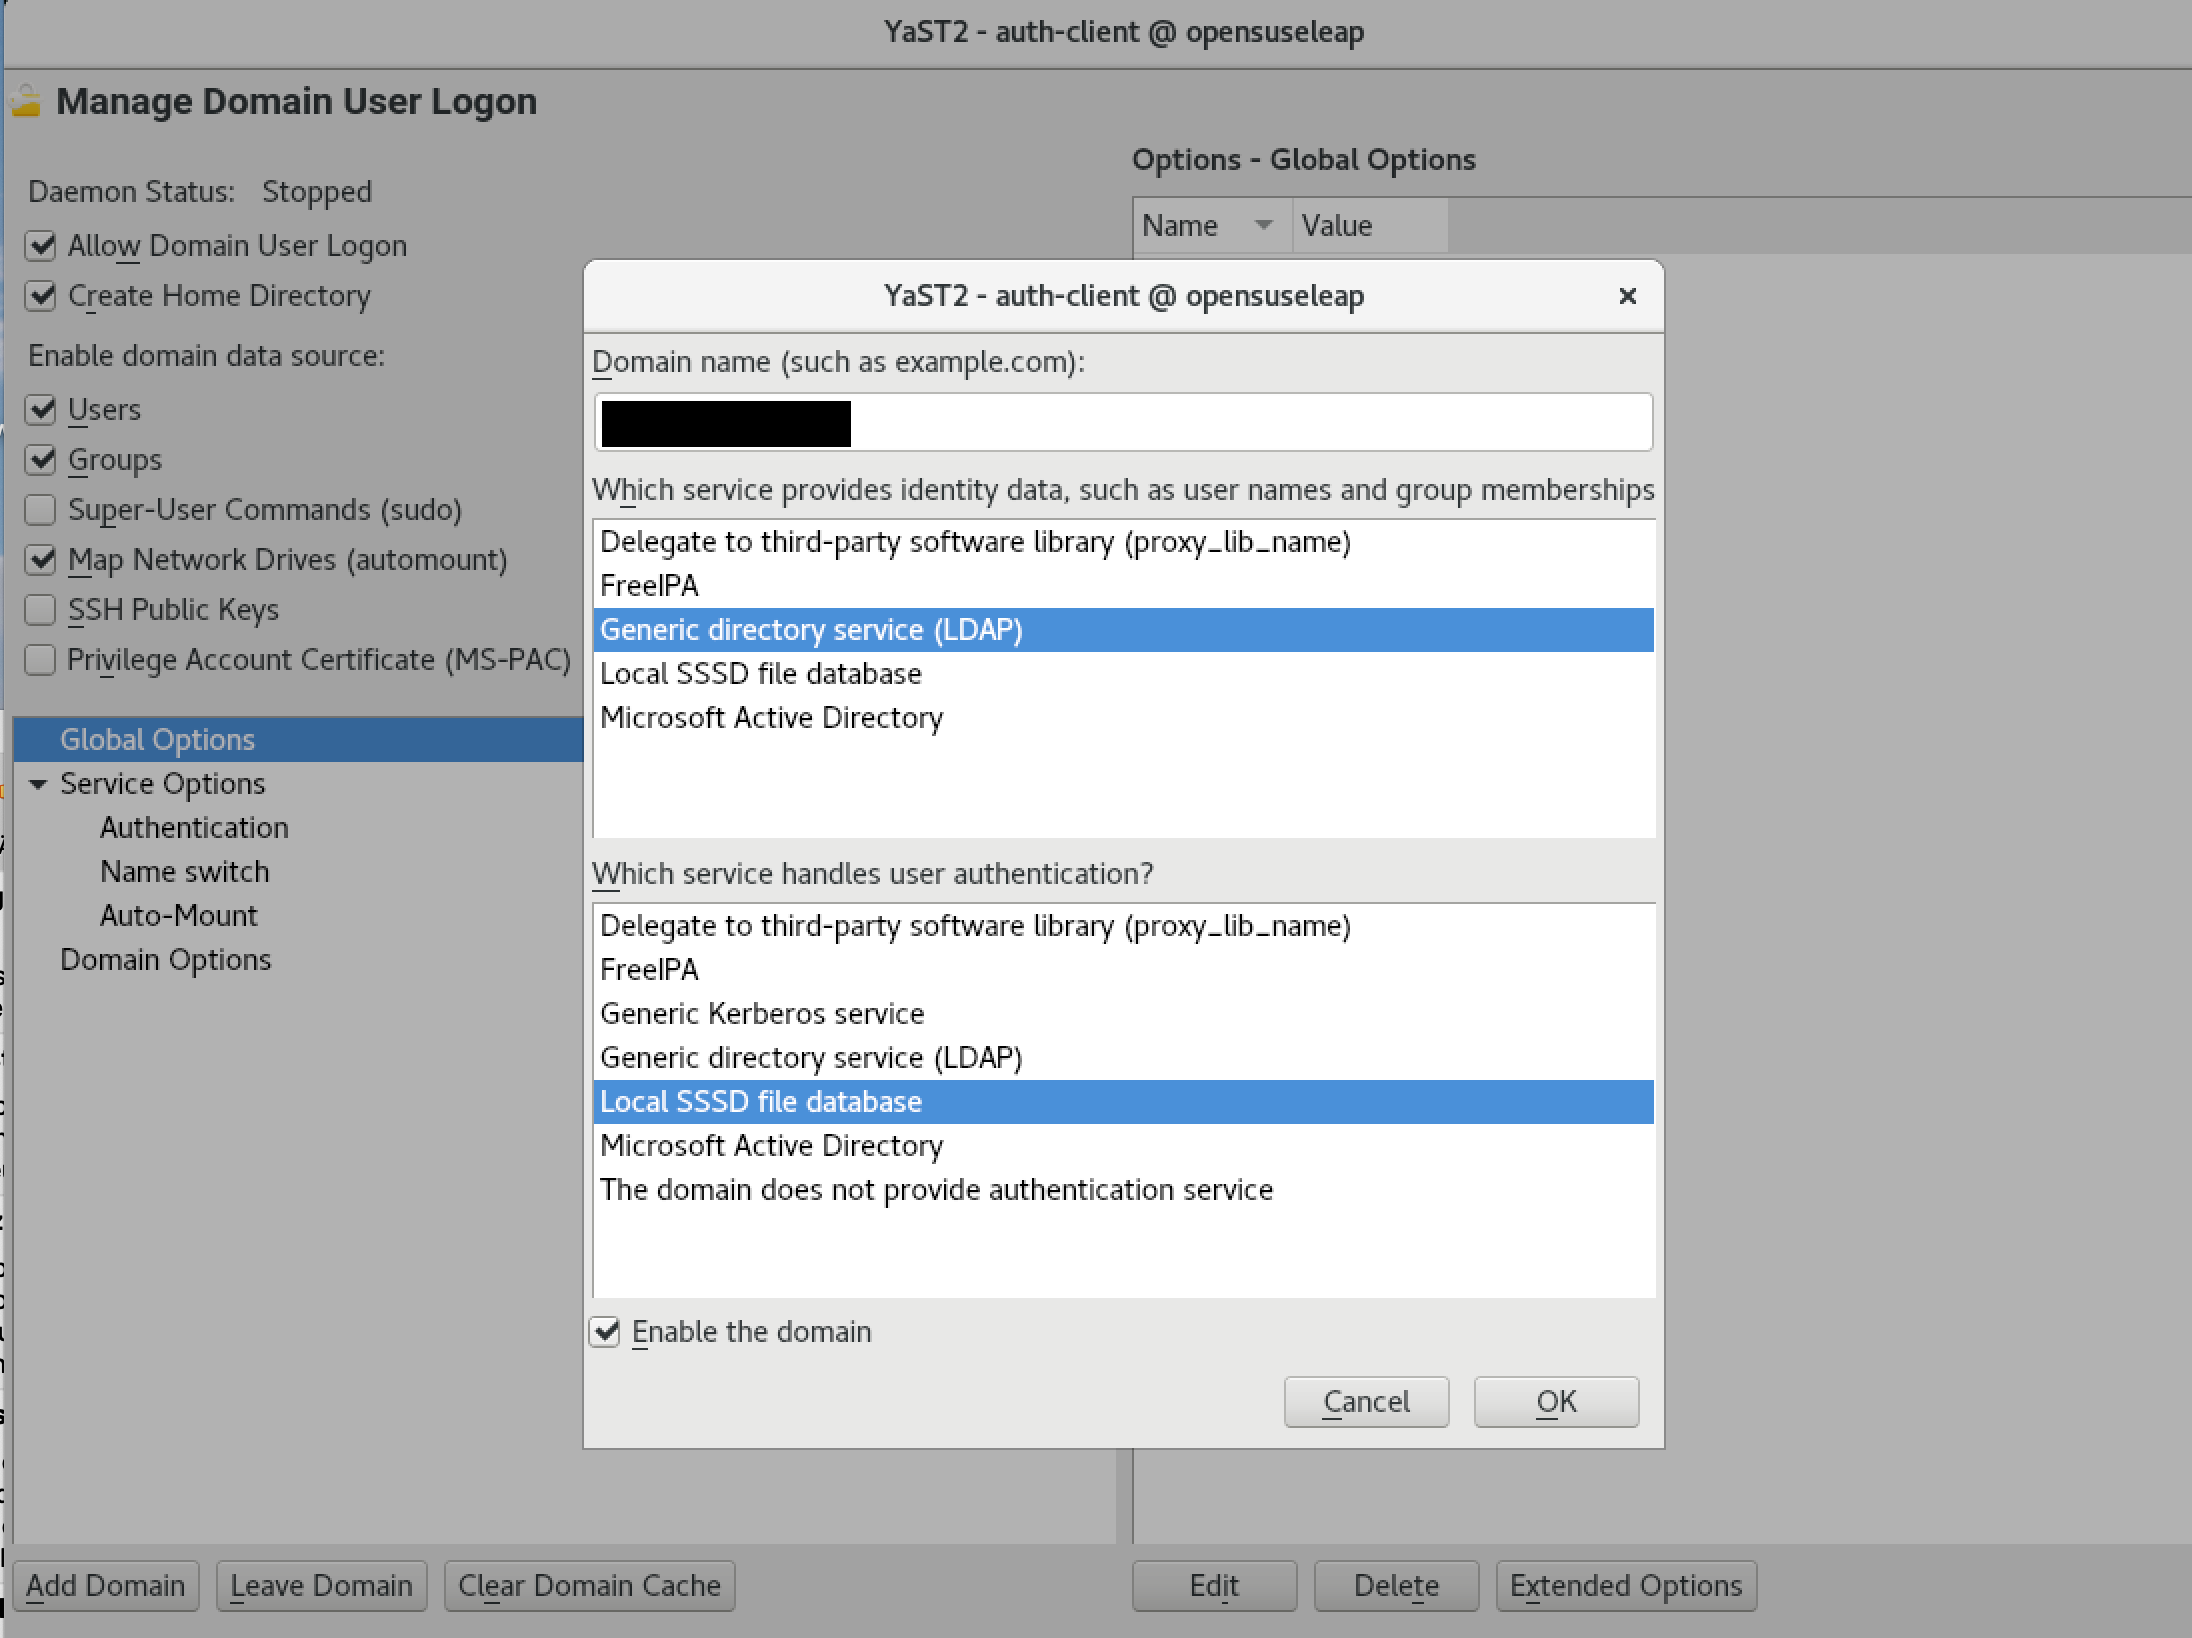 YaST2 - auth-client @ opensuseleap
Manage Domain User Logon
Daemon Status: Stopped
Allow Domain User Logon
Create Home Directory
Enable domain data source:
Users
Groups
Super-User Commands (sudo)
Map Network Drives (automount)
SSH Public Keys
Privilege Account Certificate (MS-PAC)
Global Options
Service Options
Authentication
Name switch
Auto-Mount
Domain Options
Options - Global Options
Name Value
YaST2 - auth-client @ opensuseleap
Domain name (such as example.com):
Which service provides identity data, such as user names and group memberships
Delegate to third-party software library (proxy_lib_name)
FreeIPA
Generic directory service (LDAP)
Local SSSD file database
Microsoft Active Directory
Which service handles user authentication?
Delegate to third-party software library (proxy_lib_name)
FreeIPA
Generic Kerberos service
Generic directory service (LDAP)
Local SSSD file database
Microsoft Active Directory
The domain does not provide authentication service
Enable the domain
Cancel OK
Add Domain Leave Domain Clear Domain Cache Edit Delete Extended Options